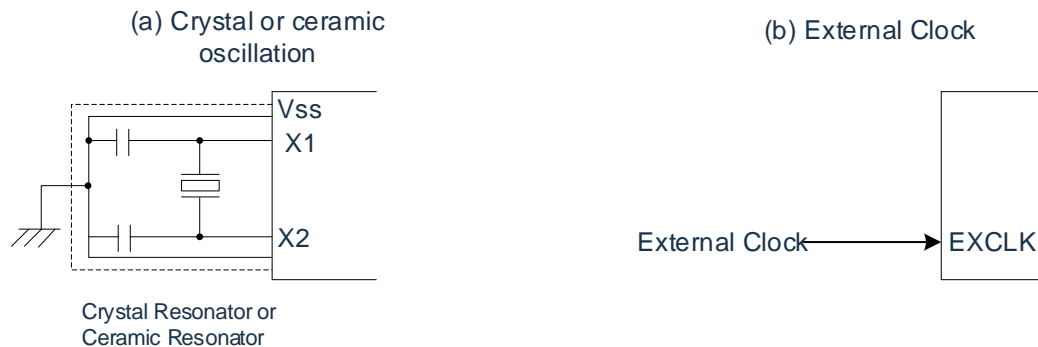 (a) Crystal or ceramic
oscillation
(b) External Clock
Vss
X1
X2
External Clock
EXCLK
Crystal Resonator or
Ceramic Resonator